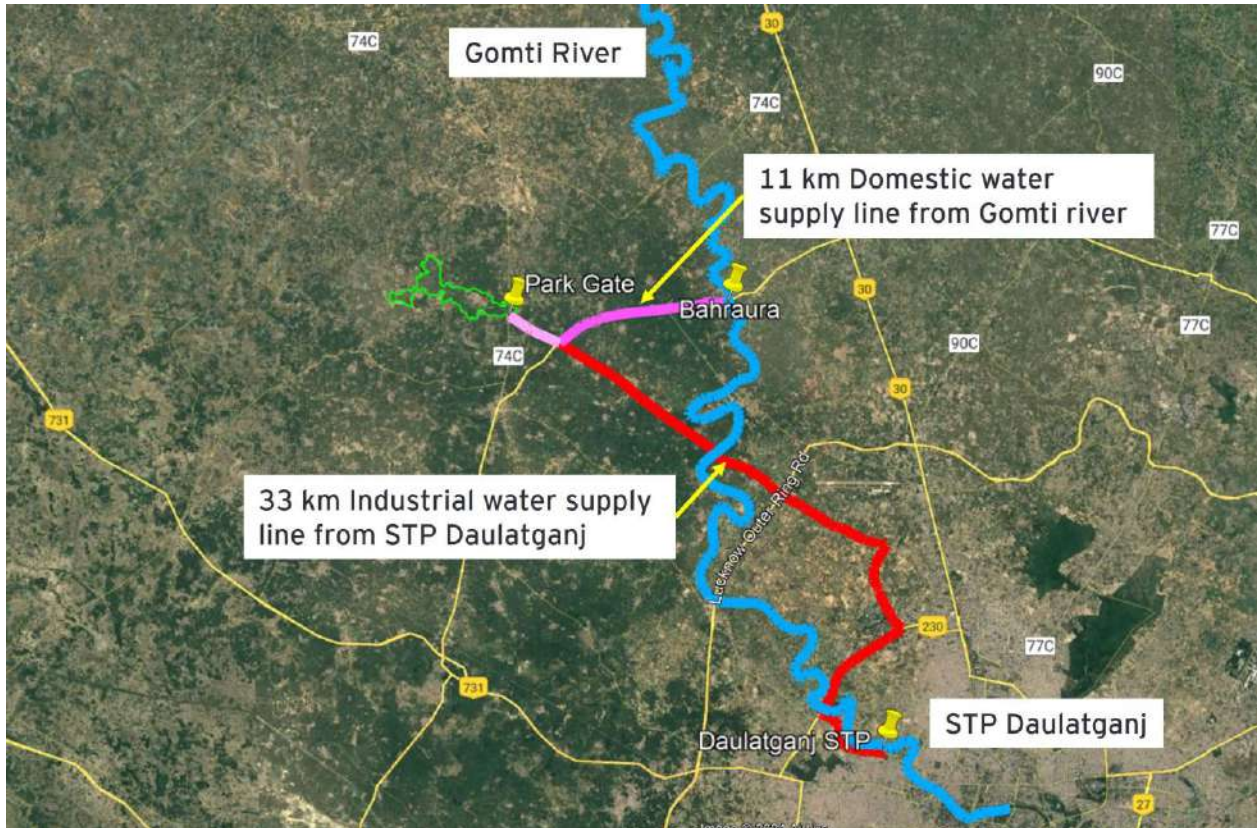 30
74C
Gomti River
90C
74C
11 km Domestic water
supply line from Gomti river
77C
Park Gate
30
Bahraura
77C
74C
90C
30
731
33 km Industrial water supply
line from STP Daulatganj
Lucknow Outer Ring Rd
230
77C
731
STP Daulatganj
Daulatganj STP
27